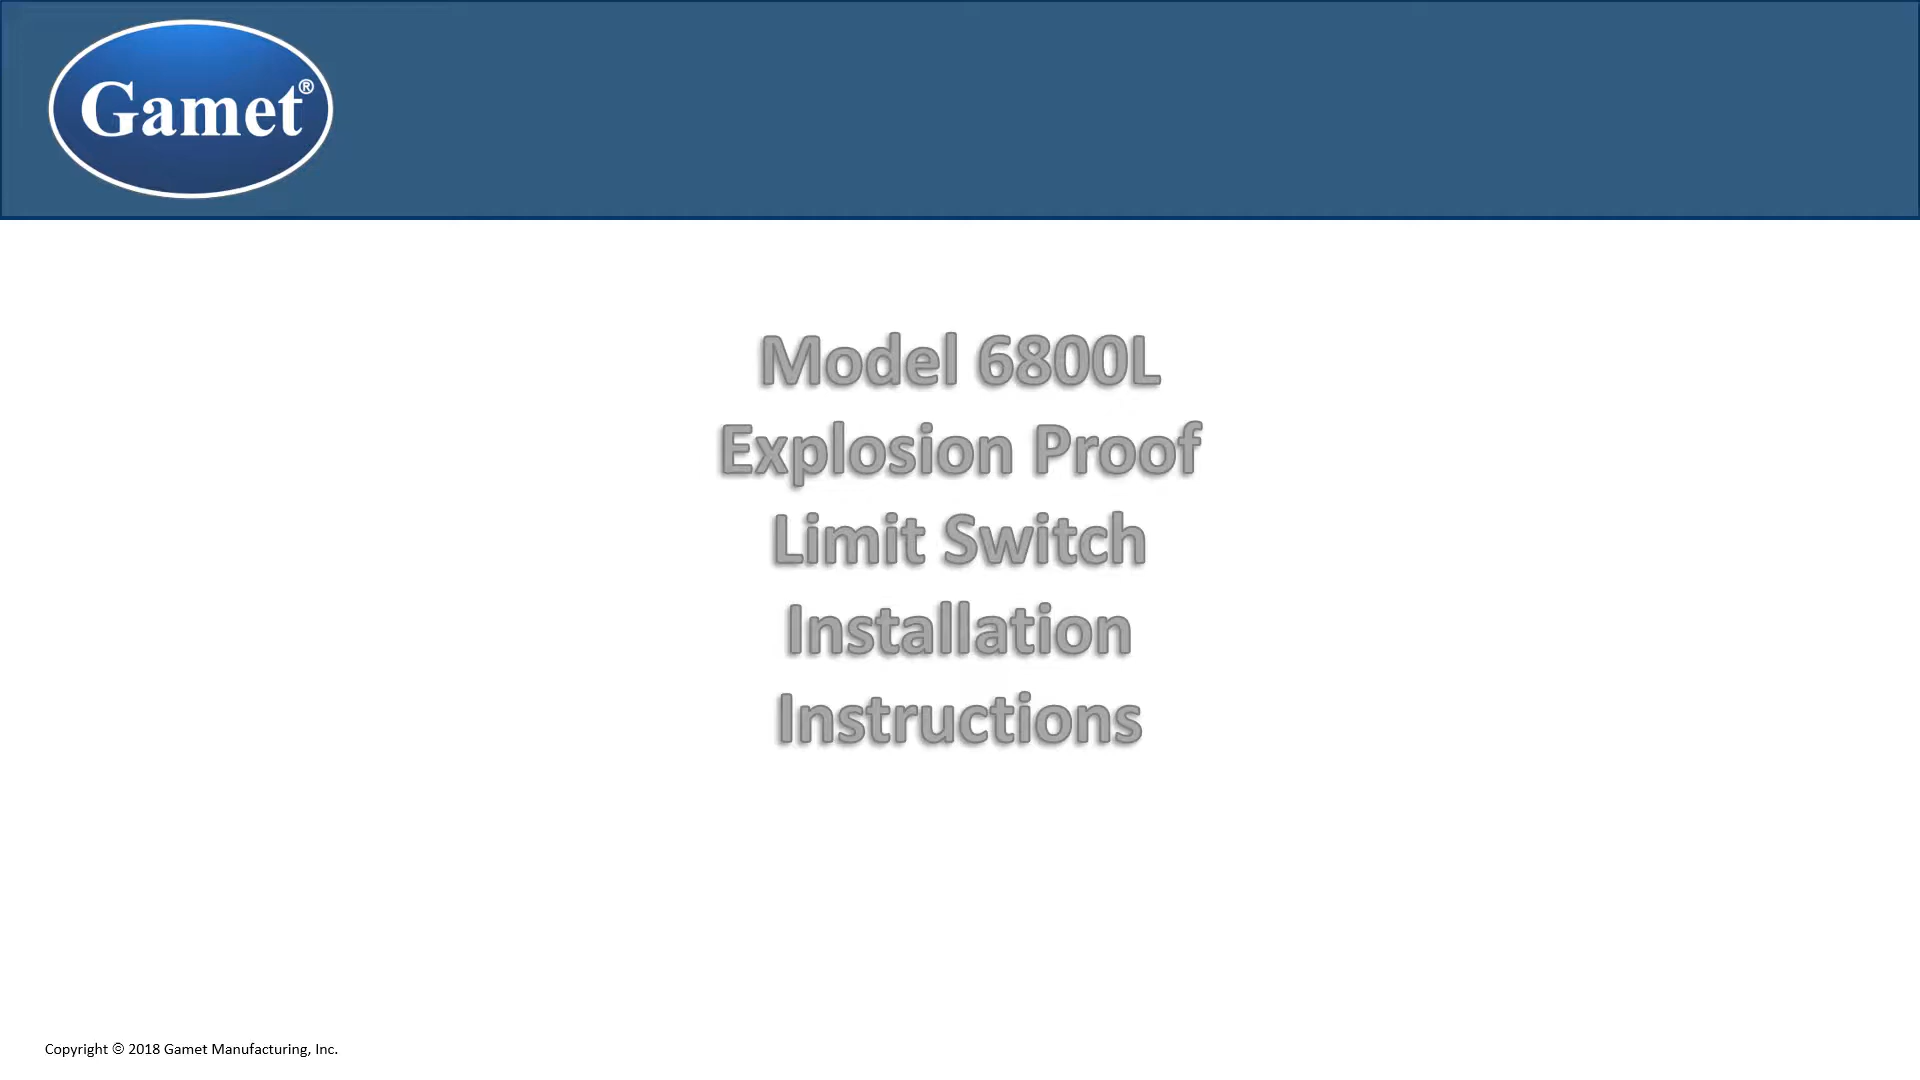 Gamet®
Model 6800L
Explosion Proof
Limit Switch
Installation
Instructions
Copyright © 2018 Gamet Manufacturing, Inc.